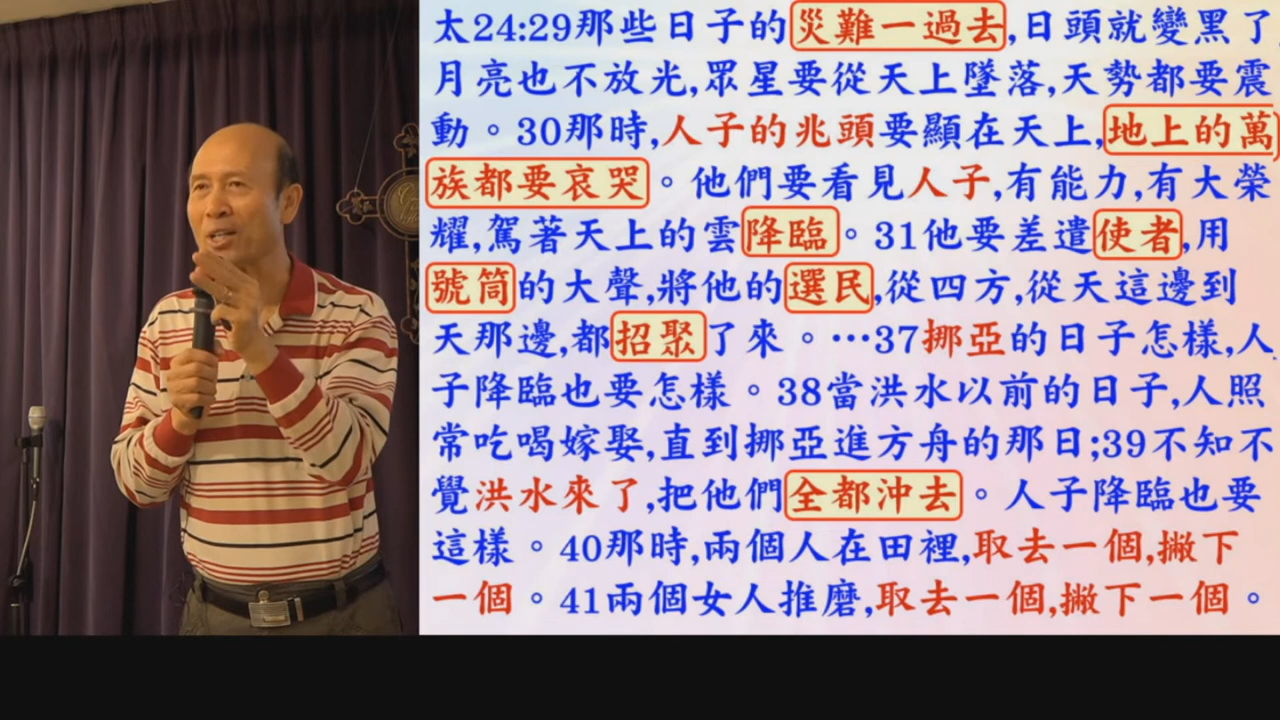 太24:29那些日子的災難一過去,日頭就變黑了,
月亮也不放光,眾星要從天上墜落,天勢都要震
動。30那時,人子的兆頭要顯在天上,地上的萬
族都要哀哭。他們要看見人子,有能力,有大榮
耀,駕著天上的雲降臨。31他要差遣使者,用
號筒的大聲,將他的選民,從四方,從天這邊到
天那邊,都招聚了來。…37挪亞的日子怎樣,人
子降臨也要怎樣。38當洪水以前的日子,人照
常吃喝嫁娶,直到挪亞進方舟的那日;39不知不
覺洪水來了,把他們全都沖去。人子降臨也要
這樣。40那時,兩個人在田裡,取去一個,撇下
一個。41兩個女人推磨,取去一個,撇下一個。